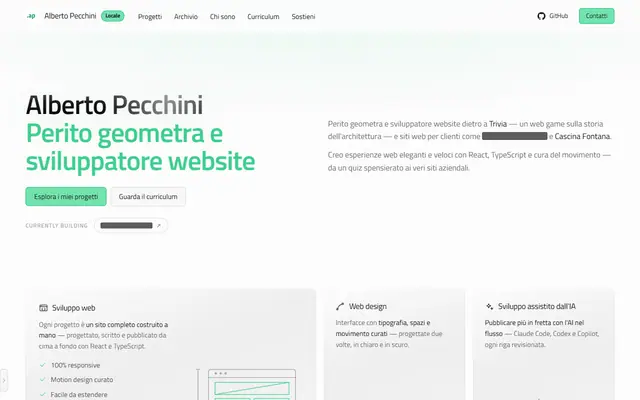 .ap Alberto Pecchini Locale Progetti Archivio Chi sono Curriculum Sostieni GitHub Contatti
Alberto Pecchini
Perito geometra e
sviluppatore website
Perito geometra e sviluppatore website dietro a Trivia — un web game sulla storia
dell'architettura — e siti web per clienti come e Cascina Fontana.
Creo esperienze web eleganti e veloci con React, TypeScript e cura del movimento —
da un quiz spensierato ai veri siti aziendali.
Esplora i miei progetti Guarda il curriculum
CURRENTLY BUILDING ↗
Sviluppo web
Ogni progetto è un sito completo costruito a
mano — progettato, scritto e pubblicato da
cima a fondo con React e TypeScript.
100% responsive
Motion design curato
Facile da estendere
Web design
Interfacce con tipografia, spazi e
movimento curati — progettate due
volte, in chiaro e in scuro.
Sviluppo assistito dall'IA
Pubblicare più in fretta con l'AI nel
flusso — Claude Code, Codex e Copilot,
ogni riga revisionata.